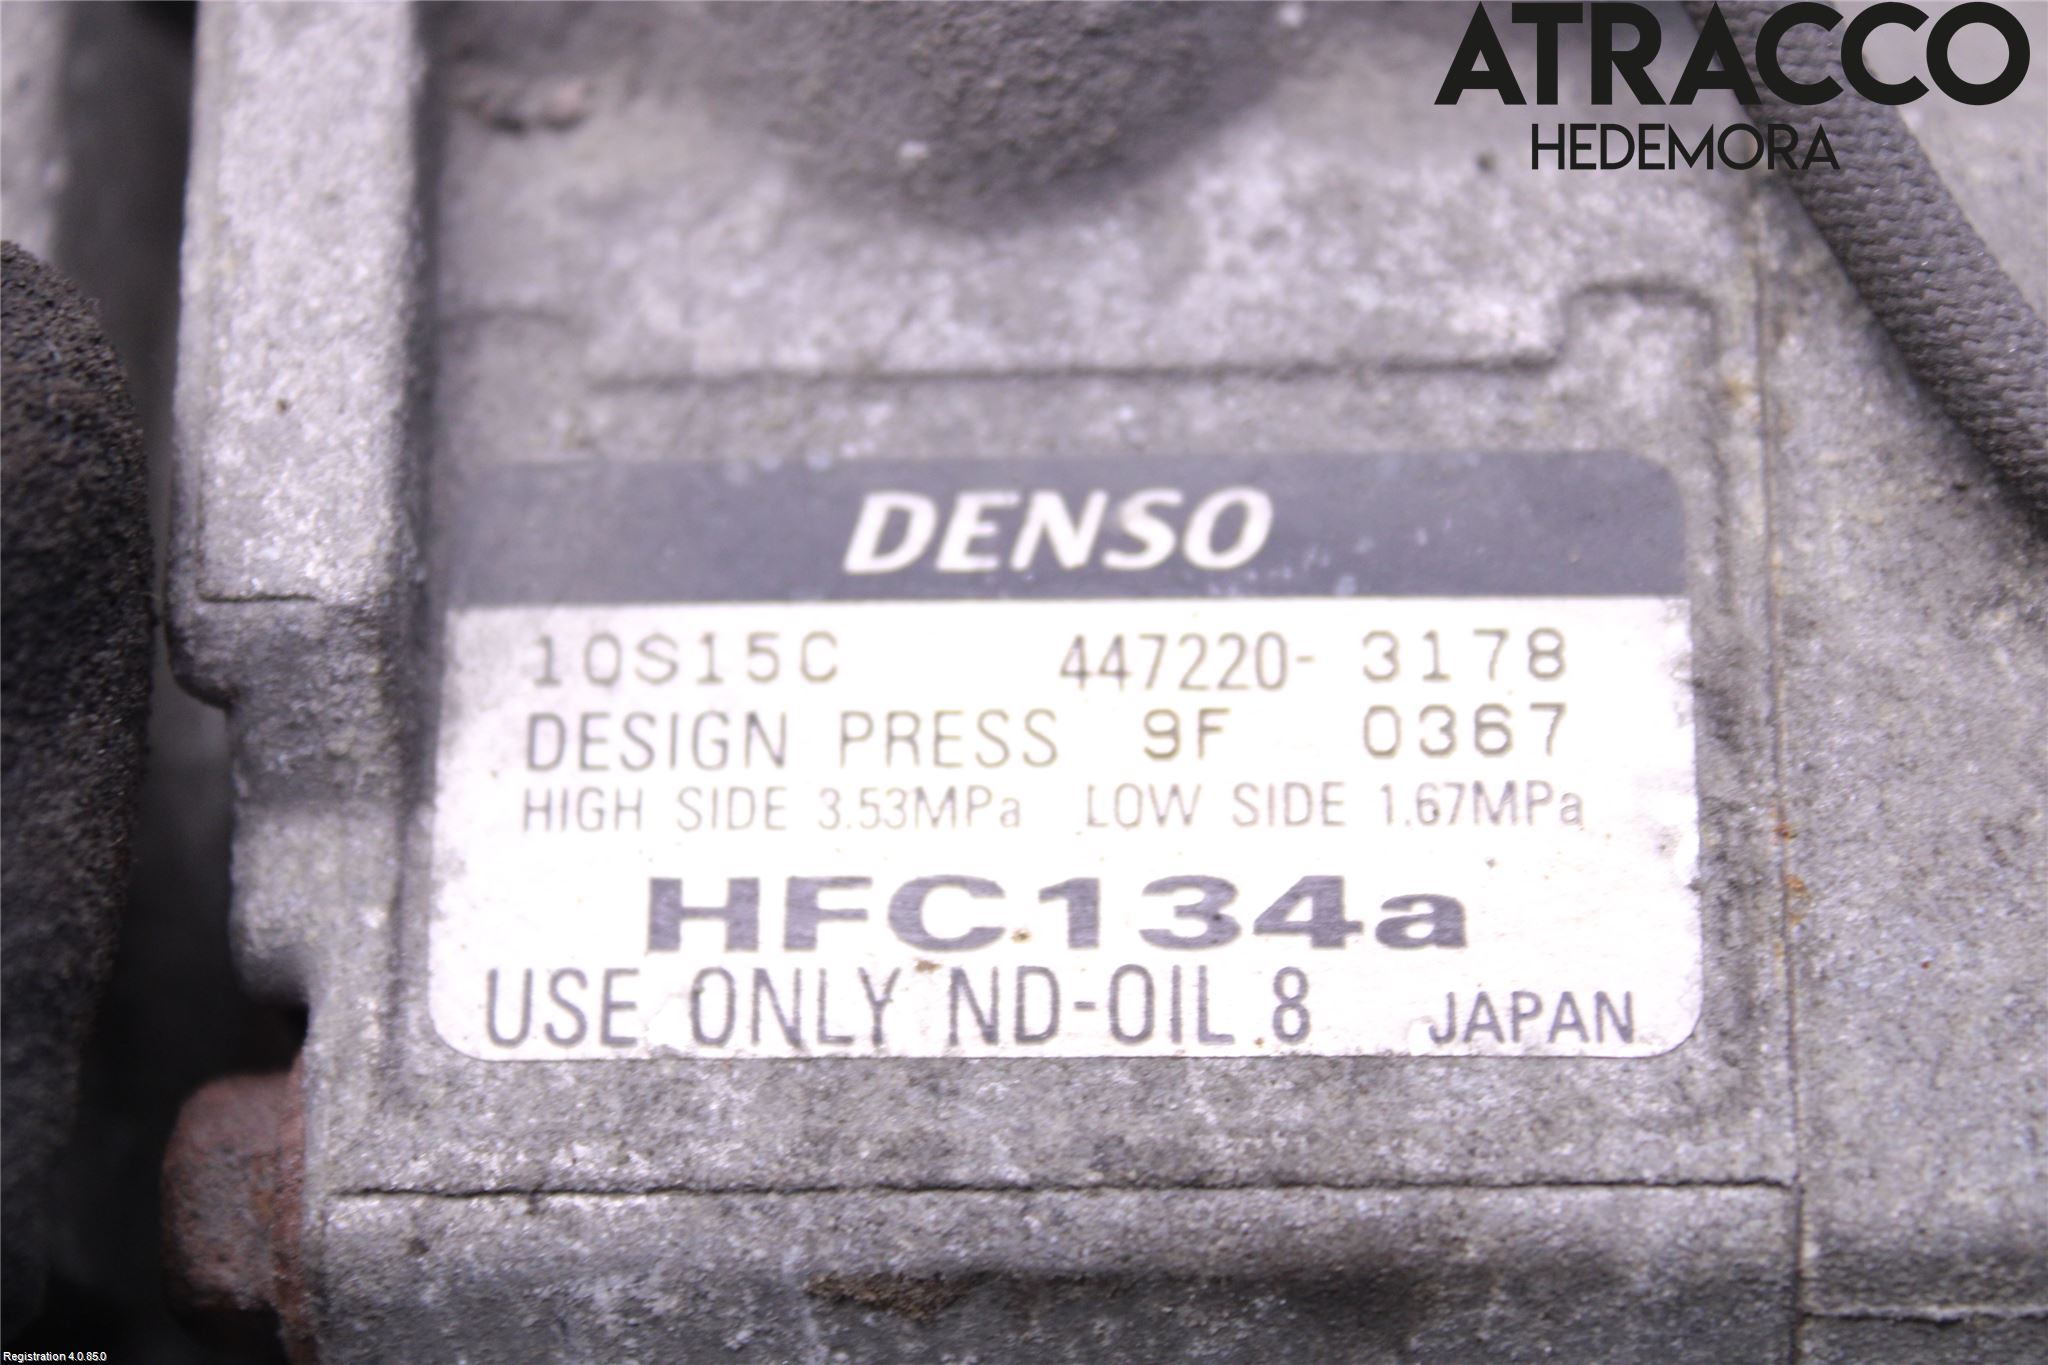 ATRACCO
HEDEMORA
DENSO
10S15C 447220- 3178
DESIGN PRESS 9F 0367
HIGH SIDE 3.53MPa LOW SIDE 1.67MPa
HFC134a
USE ONLY ND-OIL 8 JAPAN
Registration 4.0.85.0